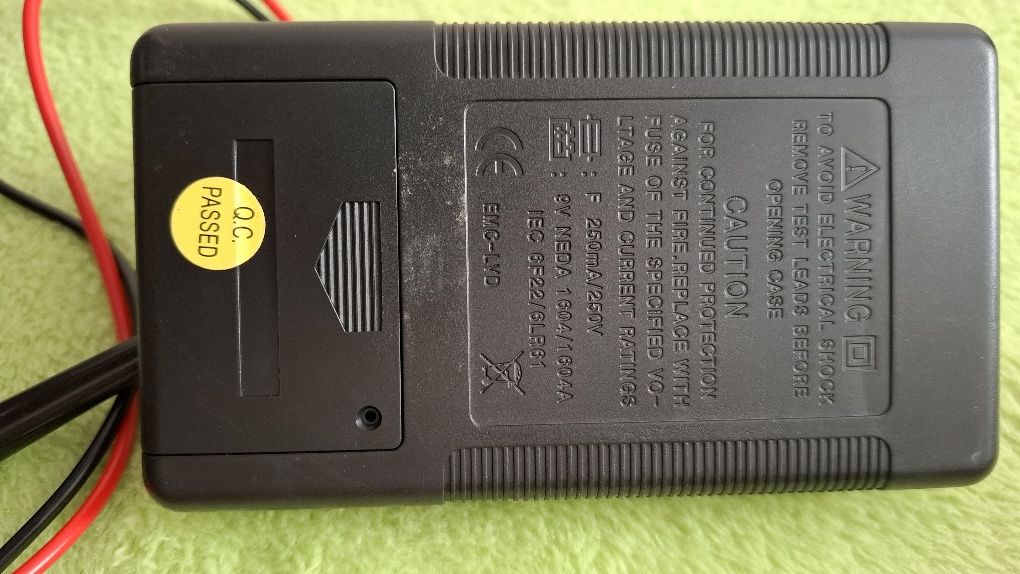 WARNING
TO AVOID ELECTRICAL SHOCK
REMOVE TEST LEADS BEFORE
OPENING CASE
CAUTION
FOR CONTINUED PROTECTION
AGAINST FIRE.REPLACE WITH
FUSE OF THE SPECIFIED VO-
LTAGE AND CURRENT RATINGS
: F 250mA/250V
: 9V NEDA 1604/1604A
IEC 6F22/6LR61
CE EMC-LVD
Q.C.
PASSED